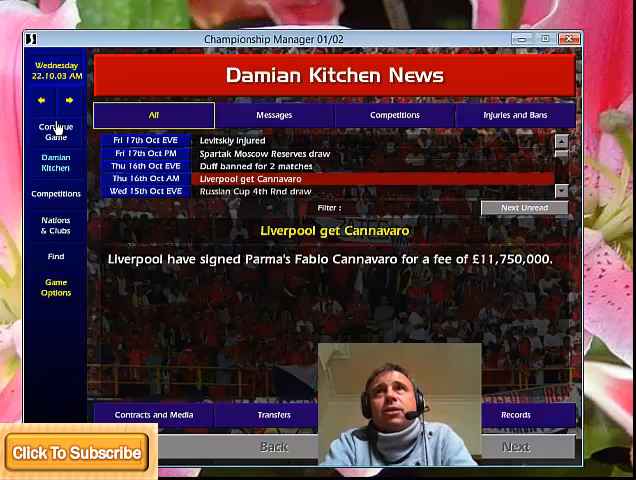 Championship Manager 01/02
Wednesday
22.10.03 AM
Continue
Game
Damian
Kitchen
Competitions
Nations
& Clubs
Find
Game
Options
Damian Kitchen News
All
Messages
Competitions
Injuries and Bans
Fri 17th Oct EVE Levitskiy injured
Fri 17th Oct PM Spartak Moscow Reserves draw
Thu 16th Oct EVE Duff banned for 2 matches
Thu 16th Oct AM Liverpool get Cannavaro
Wed 15th Oct EVE Russian Cup 4th Rnd draw
Filter :
Next Unread
Liverpool get Cannavaro
Liverpool have signed Parma's Fabio Cannavaro for a fee of £11,750,000.
Contracts and Media
Transfers
Records
Back
Next
Click To Subscribe